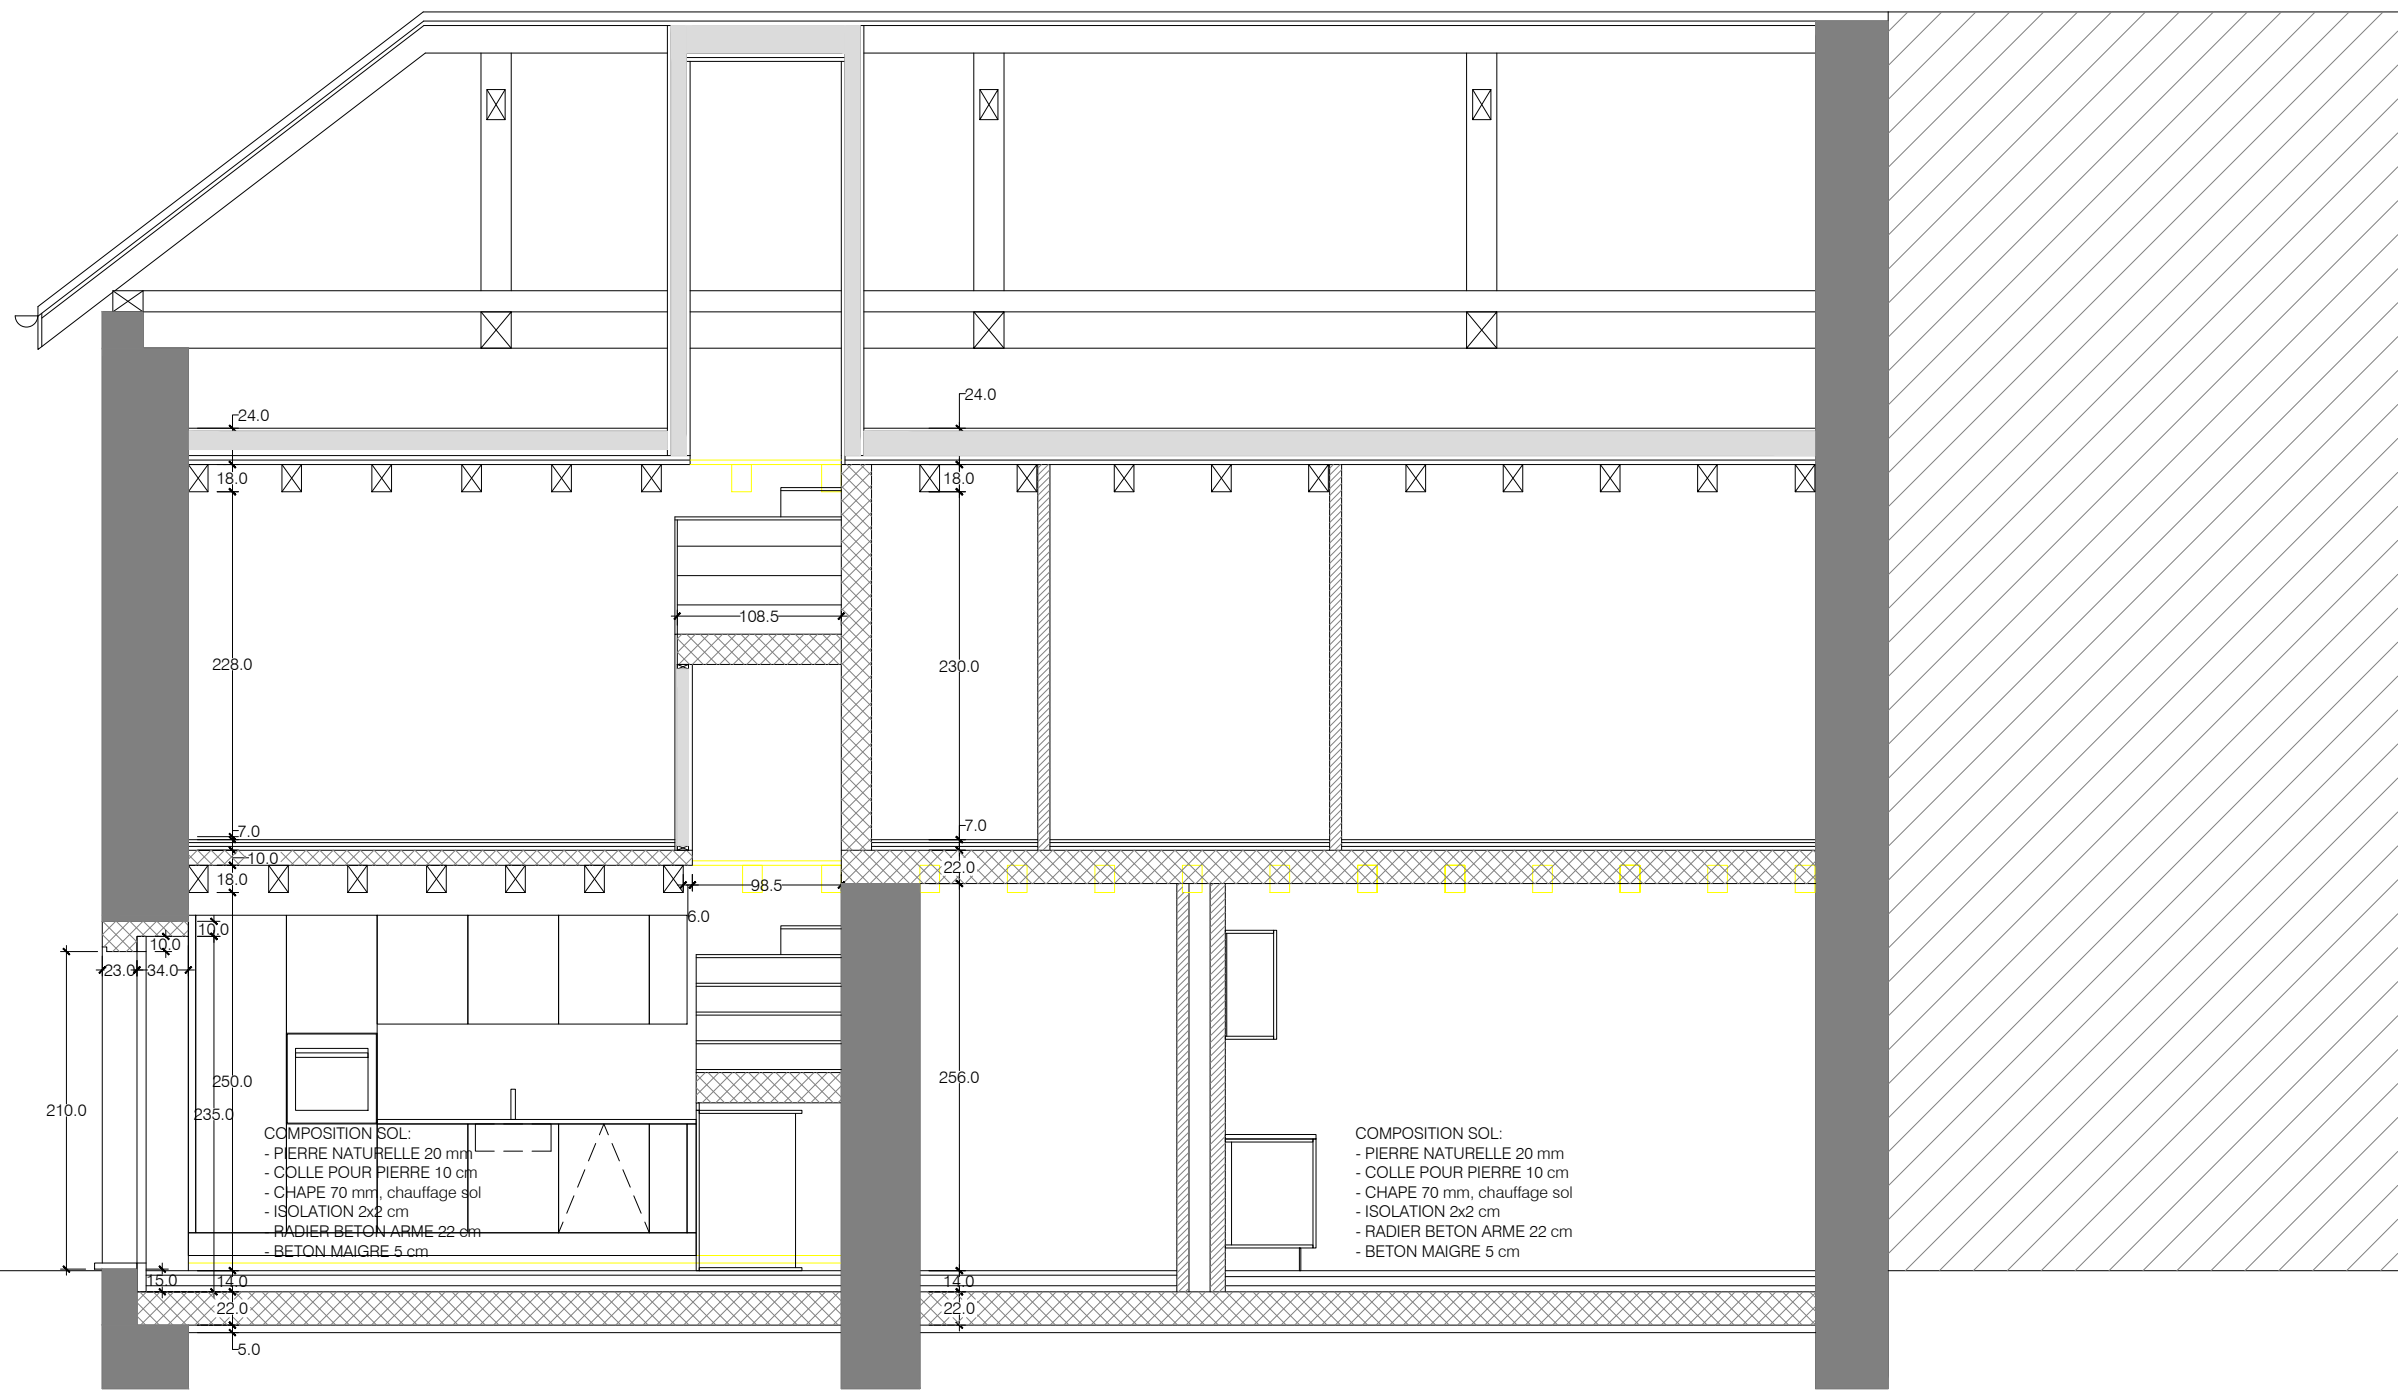 24.0
24.0
18.0
18.0
108.5
228.0
230.0
7.0
7.0
10.0
18.0
22.0
98.5
6.0
10.0
10.0
23.0
34.0
250.0
256.0
210.0
235.0
COMPOSITION SOL:
- PIERRE NATURELLE 20 mm
- COLLE POUR PIERRE 10 cm
- CHAPE 70 mm, chauffage sol
- ISOLATION 2x2 cm
- RADIER BETON ARME 22 cm
- BETON MAIGRE 5 cm
COMPOSITION SOL:
- PIERRE NATURELLE 20 mm
- COLLE POUR PIERRE 10 cm
- CHAPE 70 mm, chauffage sol
- ISOLATION 2x2 cm
- RADIER BETON ARME 22 cm
- BETON MAIGRE 5 cm
15.0
14.0
14.0
22.0
22.0
5.0